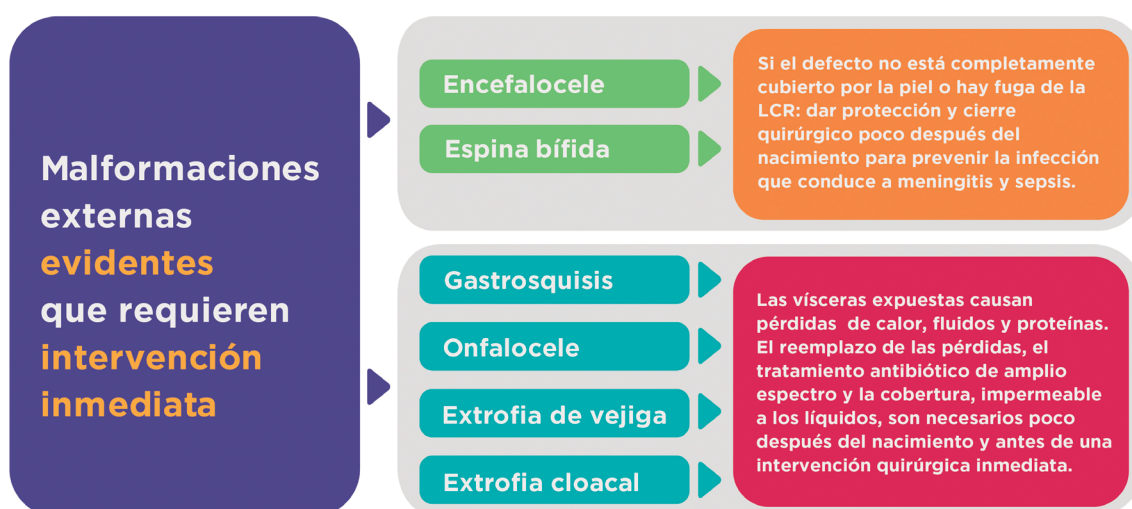 Malformaciones
externas
evidentes
que requieren
intervención
inmediata
Encefalocele
Espina bífida
Si el defecto no está completamente
cubierto por la piel o hay fuga de la
LCR: dar protección y cierre
quirúrgico poco después del
nacimiento para prevenir la infección
que conduce a meningitis y sepsis.
Gastrosquisis
Onfalocele
Extrofia de vejiga
Extrofia cloacal
Las vísceras expuestas causan
pérdidas de calor, fluidos y proteínas.
El reemplazo de las pérdidas, el
tratamiento antibiótico de amplio
espectro y la cobertura, impermeable
a los líquidos, son necesarios poco
después del nacimiento y antes de una
intervención quirúrgica inmediata.